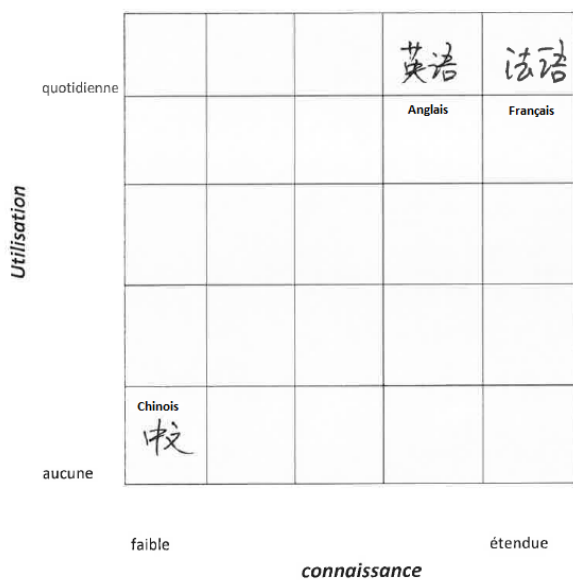 英语 法语
quotidienne
Anglais Français
Utilisation
Chinois
中文
aucune
faible étendue
connaissance